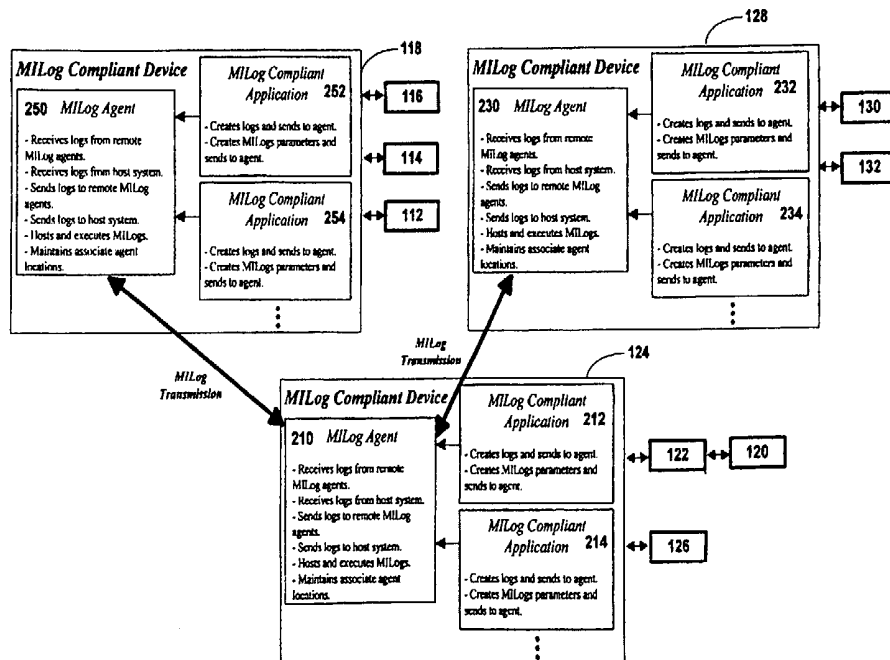 118
MILog Compliant Device
250 MILog Agent
- Receives logs from remote
MILog agents.
- Receives logs from host system.
- Sends logs to remote MILog
agents.
- Sends logs to host system.
- Hosts and executes MILogs.
- Maintains associate agent
locations.
MILog Compliant
Application 252
- Creates logs and sends to agent.
- Creates MILogs parameters and
sends to agent.
MILog Compliant
Application 254
- Creates logs and sends to agent.
- Creates MILogs parameters and
sends to agent.
116
114
112
128
MILog Compliant Device
230 MILog Agent
- Receives logs from remote
MILog agents.
- Receives logs from host system.
- Sends logs to remote MILog
agents.
- Sends logs to host system.
- Hosts and executes MILogs.
- Maintains associate agent
locations.
MILog Compliant
Application 232
- Creates logs and sends to agent.
- Creates MILogs parameters and
sends to agent.
MILog Compliant
Application 234
- Creates logs and sends to agent.
- Creates MILogs parameters and
sends to agent.
130
132
MILog
Transmission
MILog
Transmission
124
MILog Compliant Device
210 MILog Agent
- Receives logs from remote
MILog agents.
- Receives logs from host system.
- Sends logs to remote MILog
agents.
- Sends logs to host system.
- Hosts and executes MILogs.
- Maintains associate agent
locations.
MILog Compliant
Application 212
- Creates logs and sends to agent.
- Creates MILogs parameters and
sends to agent.
MILog Compliant
Application 214
- Creates logs and sends to agent.
- Creates MILogs parameters and
sends to agent.
122
120
126